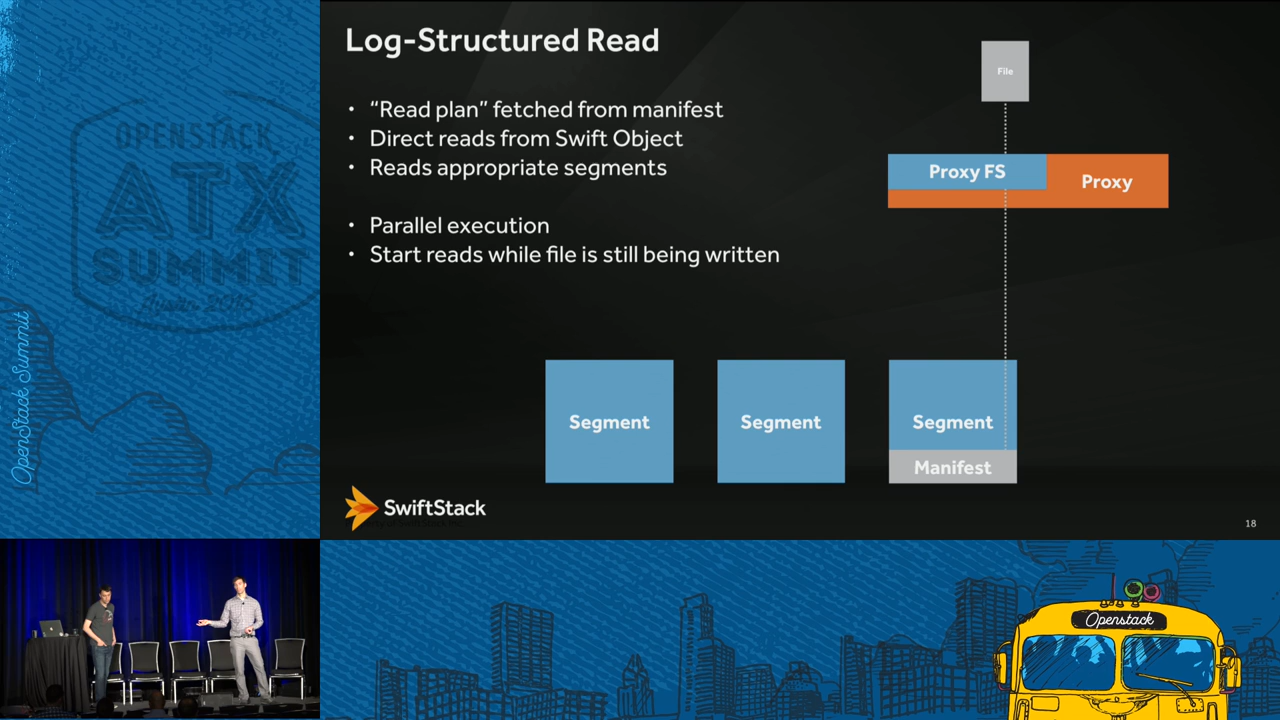 Log-Structured Read
• “Read plan” fetched from manifest
• Direct reads from Swift Object
• Reads appropriate segments
• Parallel execution
• Start reads while file is still being written
File
Proxy FS
Proxy
Segment
Segment
Segment
Manifest
SwiftStack
18
OPENSTACK
ATX
SUMMIT
Austin 2016
OpenStack Summit
Openstack